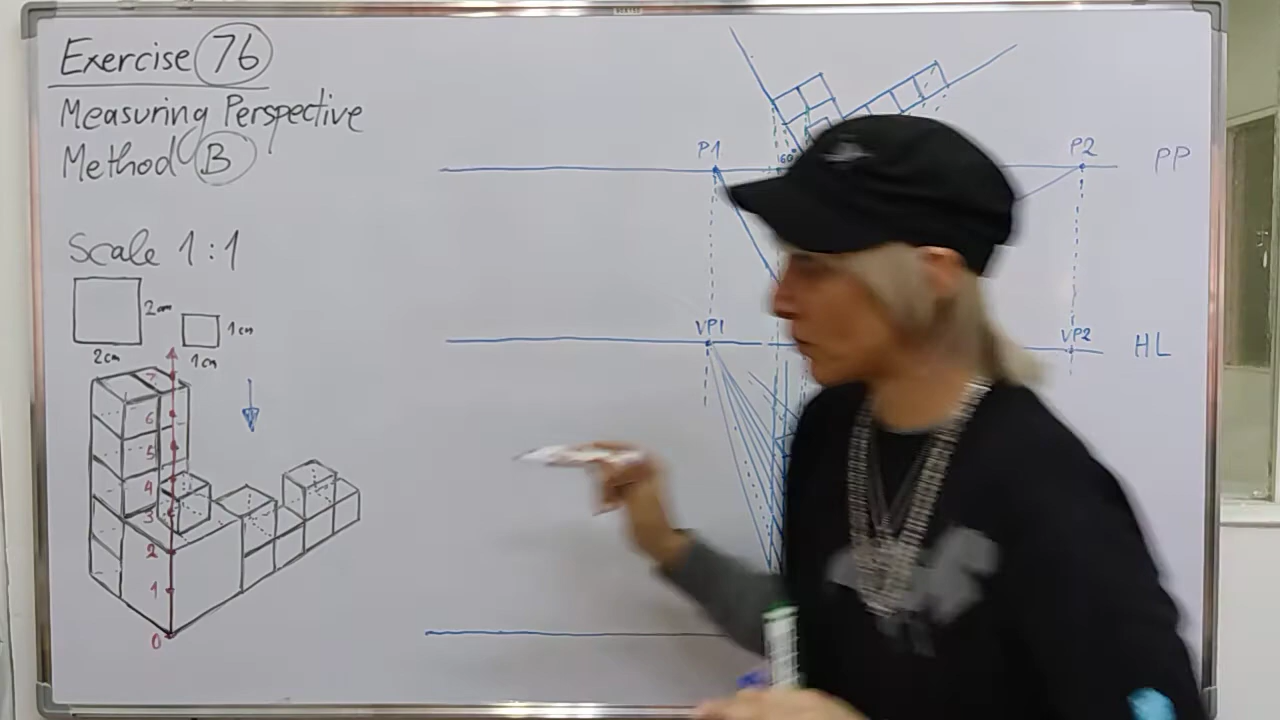 Exercise 76
Measuring Perspective
Method B
Scale 1:1
2cm
1cm
2cm
1cm
7
6
5
4
3
2
1
0
P1
60°
P2
PP
VP1
VP2
HL